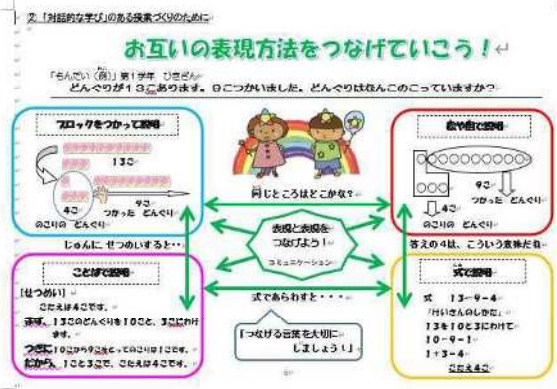 2.「対話的な学び」のある授業づくりのために
お互いの表現方法をつなげていこう！
「もんだい（例）」第1学年　ひきざん
どんぐりが13こあります。9こつかいました。どんぐりはなんこのこっていますか？
ブロックをつかって説明
13こ
9こ
4こ
つかった どんぐり
のこりの どんぐり
同じところはどこかな？
絵や図で説明
9こ
つかった どんぐり
4こ
のこりの どんぐり
表現と表現を
つなげよう！
コミュニケーション
じゅんに せつめいすると・・
答えの4は、こういう意味だね
ことばで説明
[せつめい]
こたえは4こです。
まず、13このどんぐりを10こと、3こにわけ
ます。
つぎに10こから9こをとってのこりは1こです。
だから、1こと3こで、こたえは4こです。
式であらわすと・・・
「つなげる言葉を大切に
しましょう！」
式で説明
式　13－9＝4
「けいさんのしかた」
13を10と3にわけて
10－9＝1
1＋3＝4
こたえ4こ